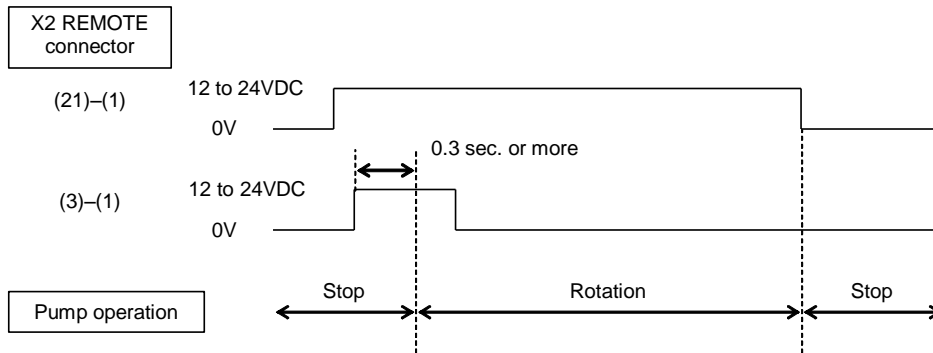 X2 REMOTE
connector
(21)–(1)
12 to 24VDC
0V
0.3 sec. or more
(3)–(1)
12 to 24VDC
0V
Pump operation
Stop
Rotation
Stop